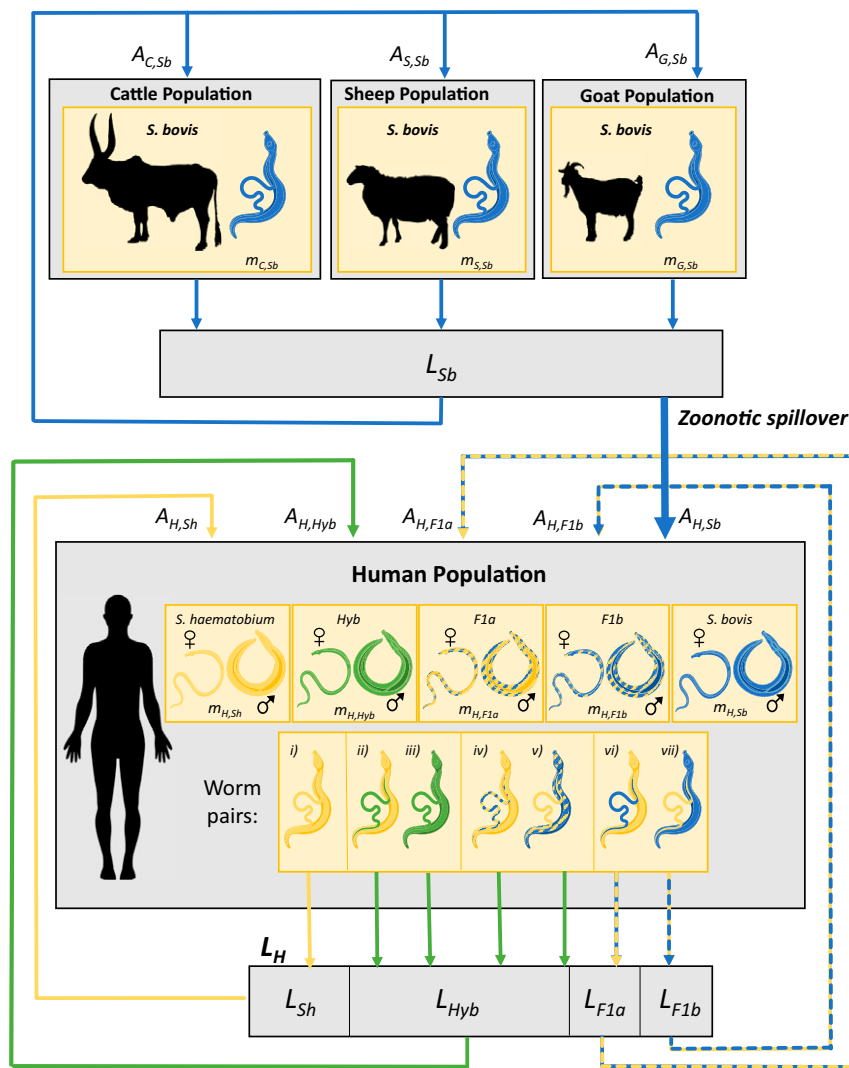 A_{C,Sb} A_{S,Sb} A_{G,Sb}
Cattle Population Sheep Population Goat Population
S. bovis S. bovis S. bovis
m_{C,Sb} m_{S,Sb} m_{G,Sb}
L_{Sb}
Zoonotic spillover
A_{H,Sh} A_{H,Hyb} A_{H,F1a} A_{H,F1b} A_{H,Sb}
Human Population
S. haematobium Hyb F1a F1b S. bovis
♀ ♀ ♀ ♀ ♀
m_{H,Sh} ♂ m_{H,Hyb} ♂ m_{H,F1a} ♂ m_{H,F1b} ♂ m_{H,Sb} ♂
i) ii) iii) iv) v) vi) vii)
Worm
pairs:
L_H
L_{Sh} L_{Hyb} L_{F1a} L_{F1b}